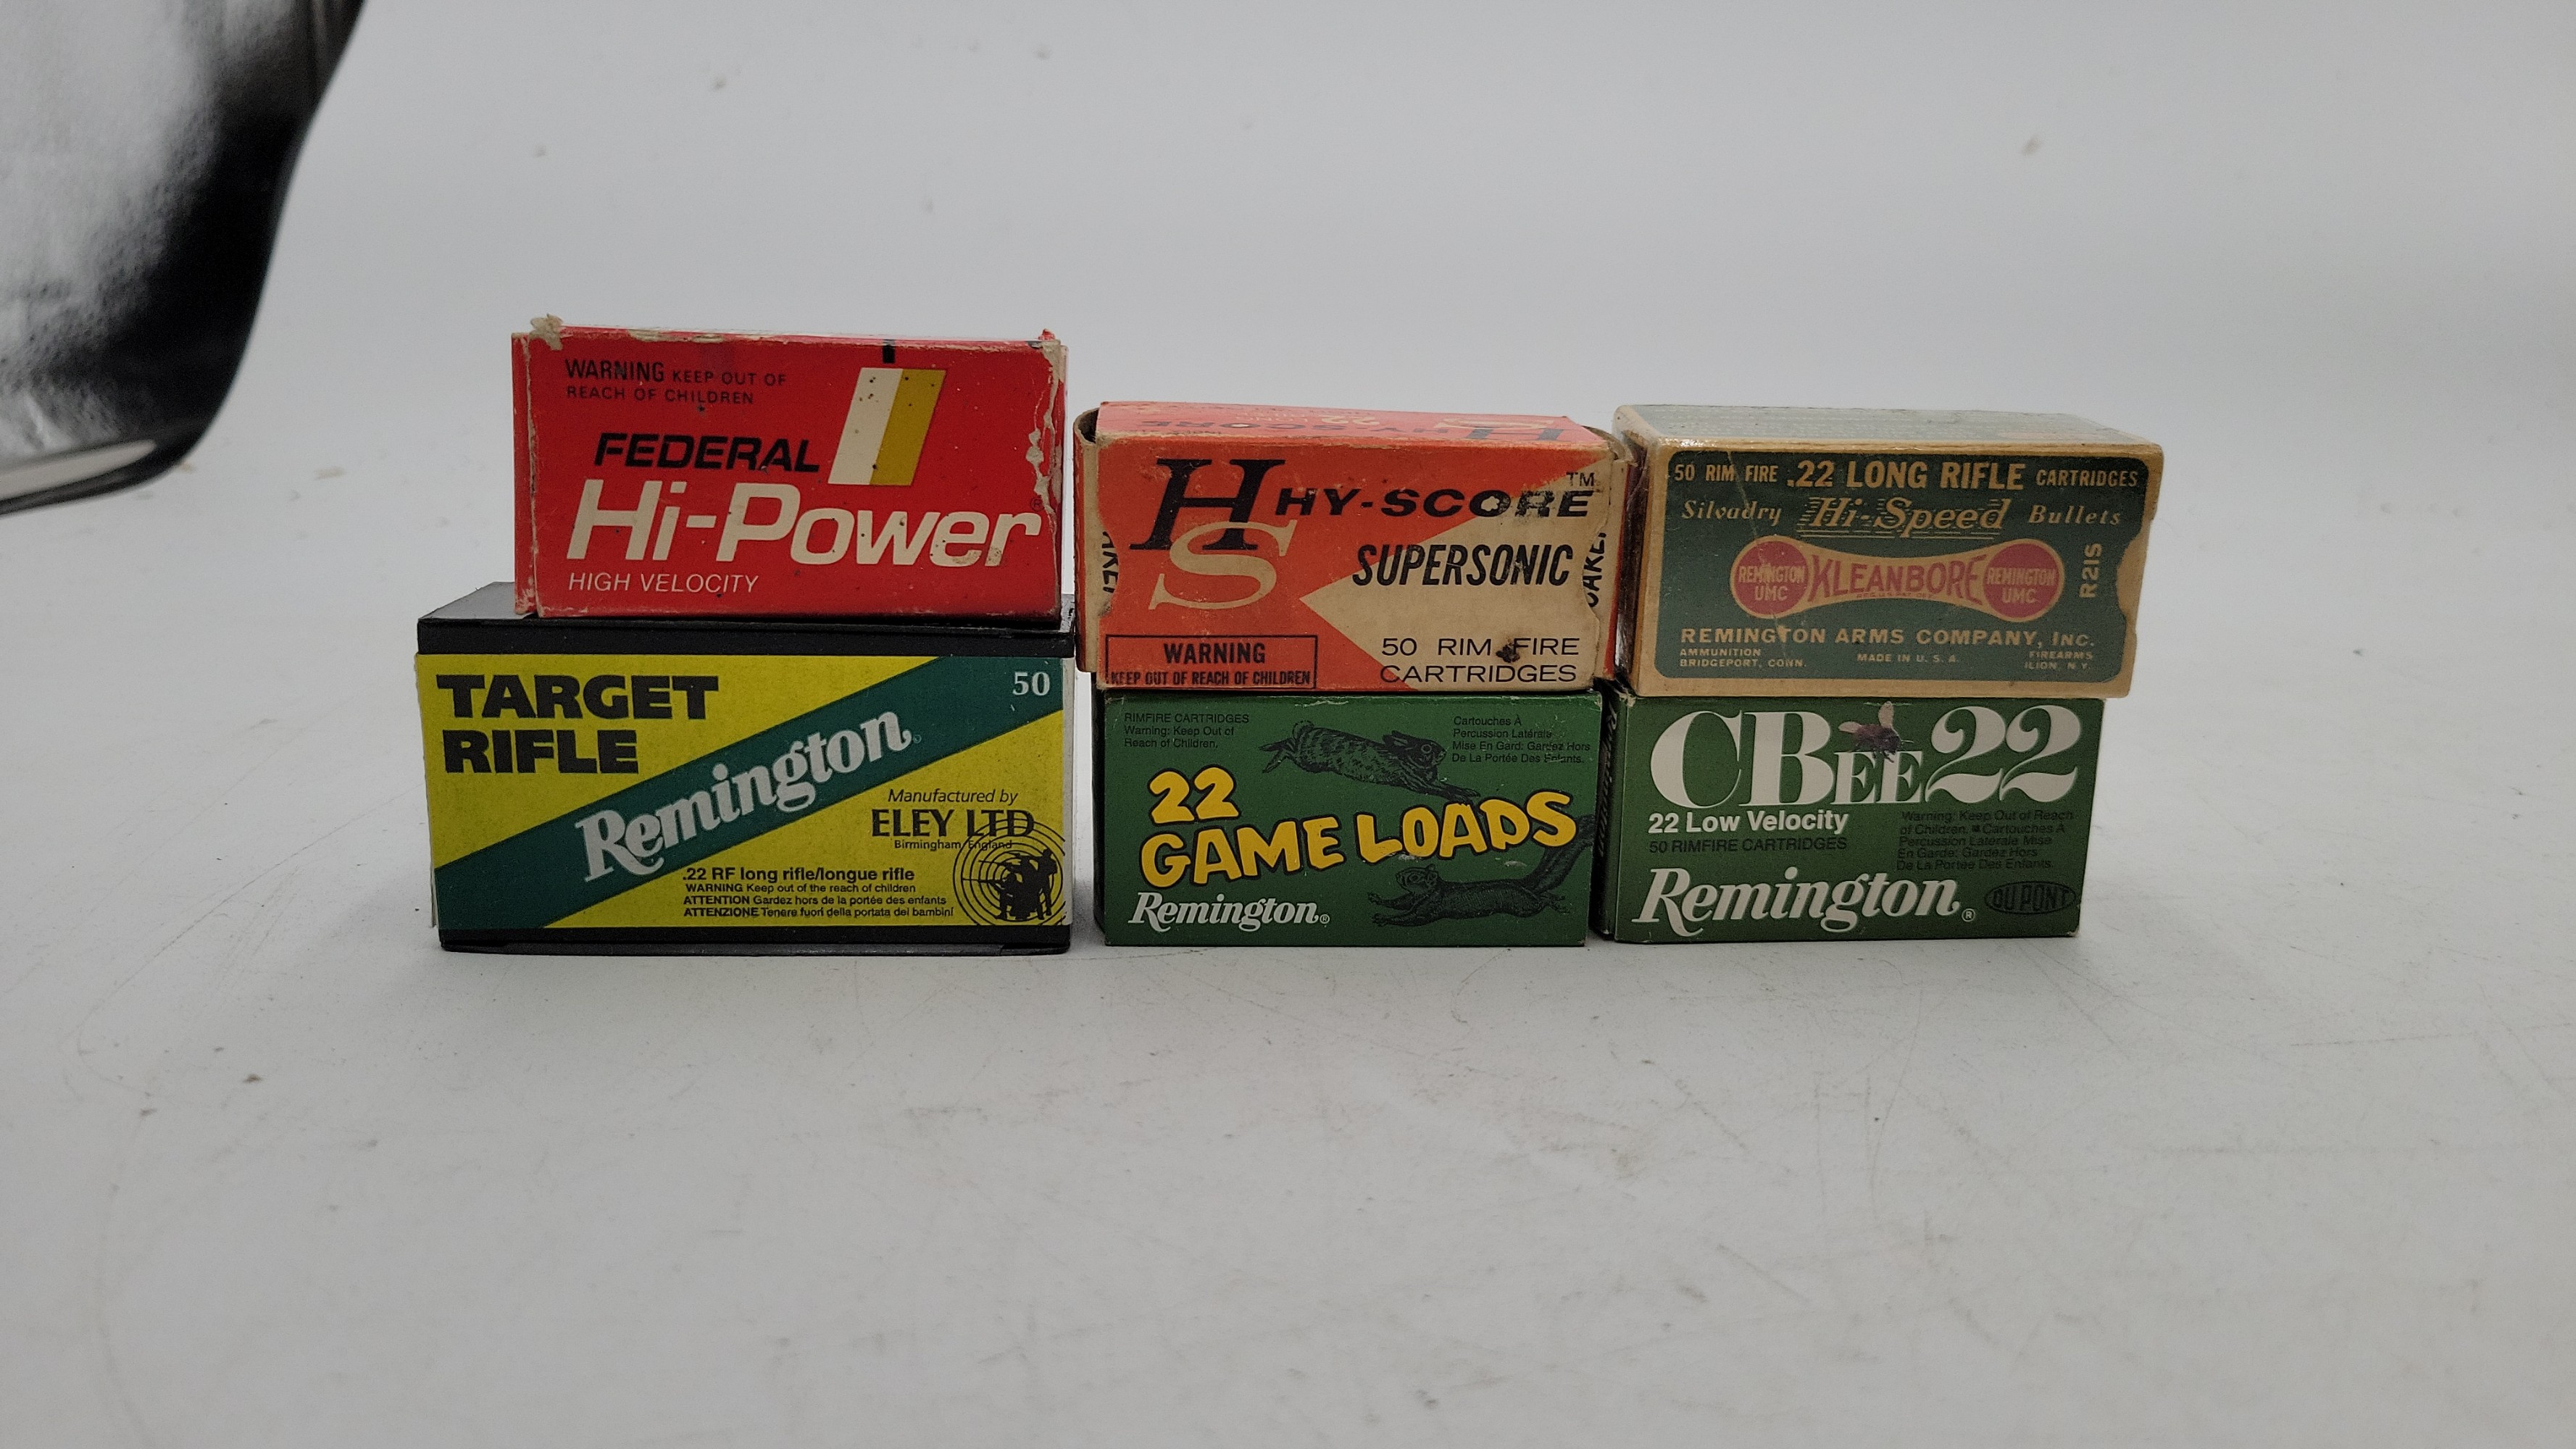 WARNING KEEP OUT OF
REACH OF CHILDREN
FEDERAL
Hi-Power®
HIGH VELOCITY
HY-SCORE
22
HS
HY-SCORE™
SUPERSONIC
WARNING
KEEP OUT OF REACH OF CHILDREN
50 RIM FIRE
CARTRIDGES
50 RIM FIRE .22 LONG RIFLE CARTRIDGES
Silvadry Hi-Speed Bullets
REMINGTON
UMC
KLEANBORE
REMINGTON
UMC
R21S
REMINGTON ARMS COMPANY, INC.
AMMUNITION
BRIDGEPORT, CONN.
MADE IN U. S. A.
FIREARMS
ILION, N.Y.
TARGET
RIFLE
50
Remington®
Manufactured by
ELEY LTD
Birmingham England
.22 RF long rifle/longue rifle
WARNING Keep out of the reach of children
ATTENTION Gardez hors de la portée des enfants
ATTENZIONE Tenere fuori della portata dei bambini
RIMFIRE CARTRIDGES
Warning: Keep Out of
Reach of Children.
Cartouches À
Percussion Latérale
Mise En Gard: Gardez Hors
De La Portée Des Enfants.
22
GAME LOADS
Remington®
CBEE22
22 Low Velocity
50 RIMFIRE CARTRIDGES
Warning: Keep Out of Reach
of Children. ■ Cartouches À
Percussion Latérale Mise
En Garde: Gardez Hors
De La Portée Des Enfants.
Remington®
DU PONT